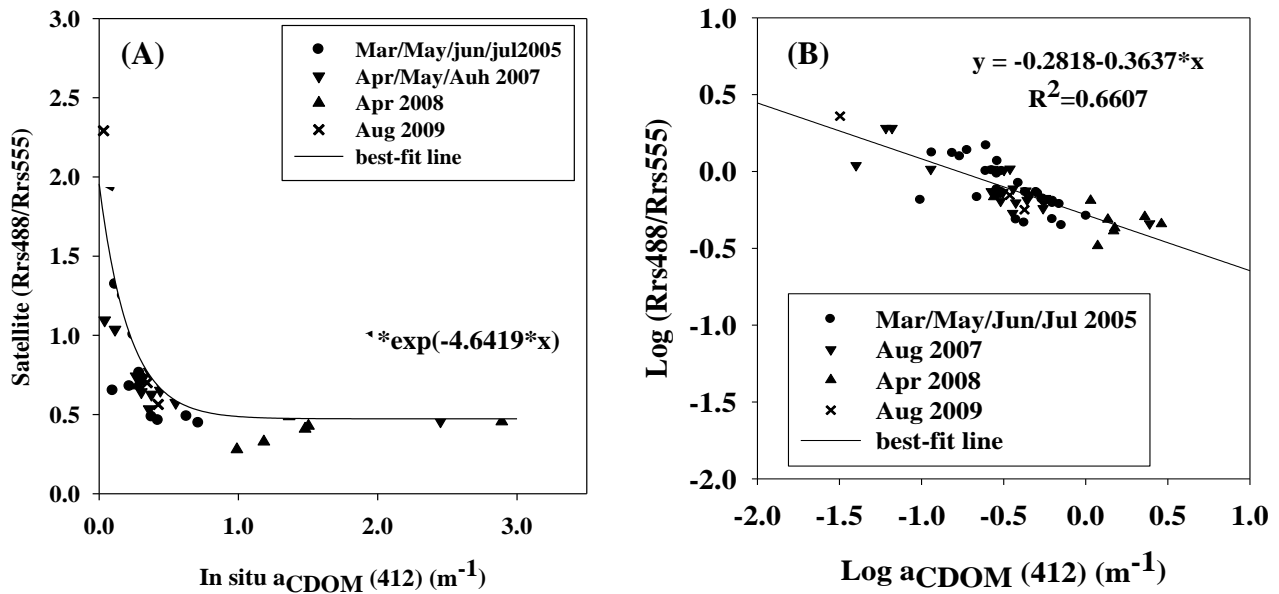 (A)
Mar/May/jun/jul2005
Apr/May/Auh 2007
Apr 2008
Aug 2009
best-fit line
*exp(-4.6419*x)
Satellite (Rrs488/Rrs555)
3.0
2.5
2.0
1.5
1.0
0.5
0.0
0.0 1.0 2.0 3.0
In situ aCDOM (412) (m-1)
(B)
y = -0.2818-0.3637*x
R2=0.6607
Mar/May/Jun/Jul 2005
Aug 2007
Apr 2008
Aug 2009
best-fit line
Log (Rrs488/Rrs555)
1.0
0.5
0.0
-0.5
-1.0
-1.5
-2.0
-2.0 -1.5 -1.0 -0.5 0.0 0.5 1.0
Log aCDOM (412) (m-1)